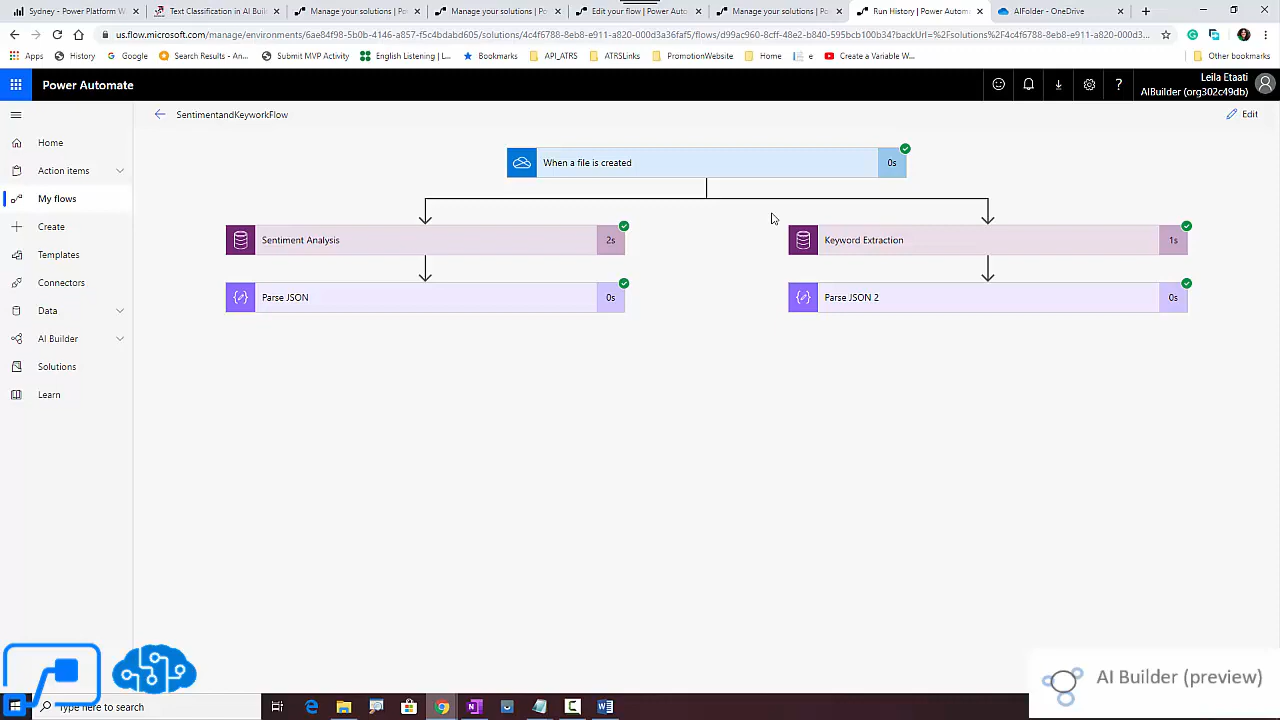 Sydney - Power Platform W
Text Classification in AI Build
Manage your solutions | Po
Manage your solutions | Po
Edit your flow | Power Auto
Manage your solutions | Po
Run History | Power Autom
AIFolder - OneDrive
us.flow.microsoft.com/manage/environments/6ae84f98-5b0b-4146-a857-f5c4bdabd605/solutions/4c4f6788-8eb8-e911-a820-000d3a36faf5/flows/d99ac960-8cff-48e2-b840-595bcb100b34?backUrl=%2Fsolutions%2F4c4f6788-8eb8-e911-a820-000d3...
Apps
History
Google
Search Results - An...
Submit MVP Activity
English Listening | L...
Bookmarks
API_ATRS
ATRSLinks
PromotionWebsite
Home
e
Create a Variable W...
Other bookmarks
Power Automate
?
Leila Etaati
AIBuilder (org302c49db)
SentimentandKeyworkFlow
Edit
Home
Action items
My flows
Create
Templates
Connectors
Data
AI Builder
Solutions
Learn
When a file is created
0s
Sentiment Analysis
2s
Keyword Extraction
1s
Parse JSON
0s
Parse JSON 2
0s
AI Builder (preview)
Type here to search